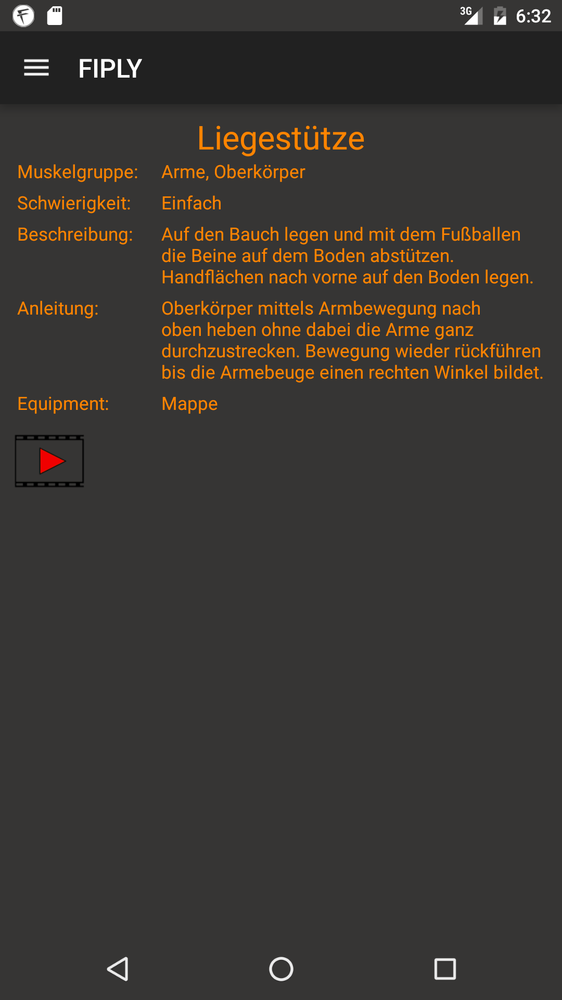 3G 6:32
FIPLY
Liegestütze
Muskelgruppe: Arme, Oberkörper
Schwierigkeit: Einfach
Beschreibung: Auf den Bauch legen und mit dem Fußballen
die Beine auf dem Boden abstützen.
Handflächen nach vorne auf den Boden legen.
Anleitung: Oberkörper mittels Armbewegung nach
oben heben ohne dabei die Arme ganz
durchzustrecken. Bewegung wieder rückführen
bis die Armebeuge einen rechten Winkel bildet.
Equipment: Mappe